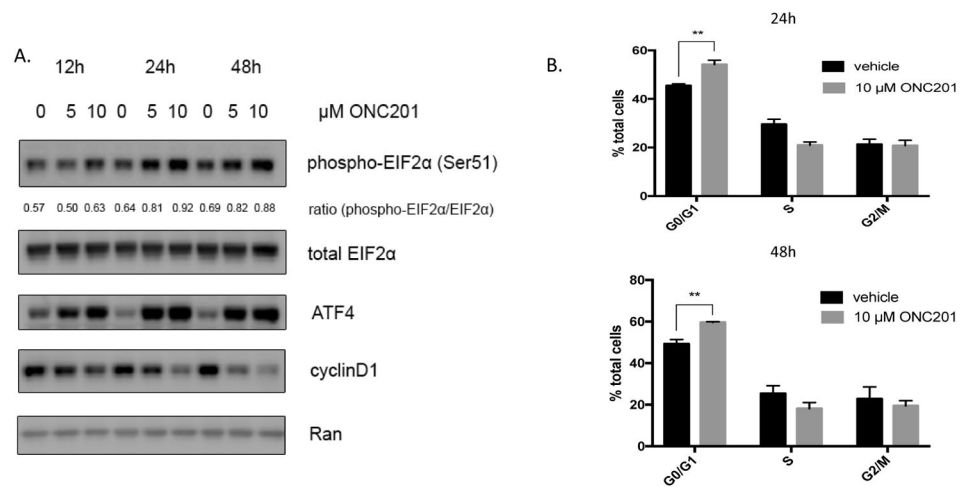 A.
12h 24h 48h
0 5 10 0 5 10 0 5 10 µM ONC201
phospho-EIF2α (Ser51)
0.57 0.50 0.63 0.64 0.81 0.92 0.69 0.82 0.88 ratio (phospho-EIF2α/EIF2α)
total EIF2α
ATF4
cyclinD1
Ran
B.
24h
**
vehicle
10 µM ONC201
% total cells
60
40
20
0
G0/G1 S G2/M
48h
**
vehicle
10 µM ONC201
% total cells
80
60
40
20
0
G0/G1 S G2/M